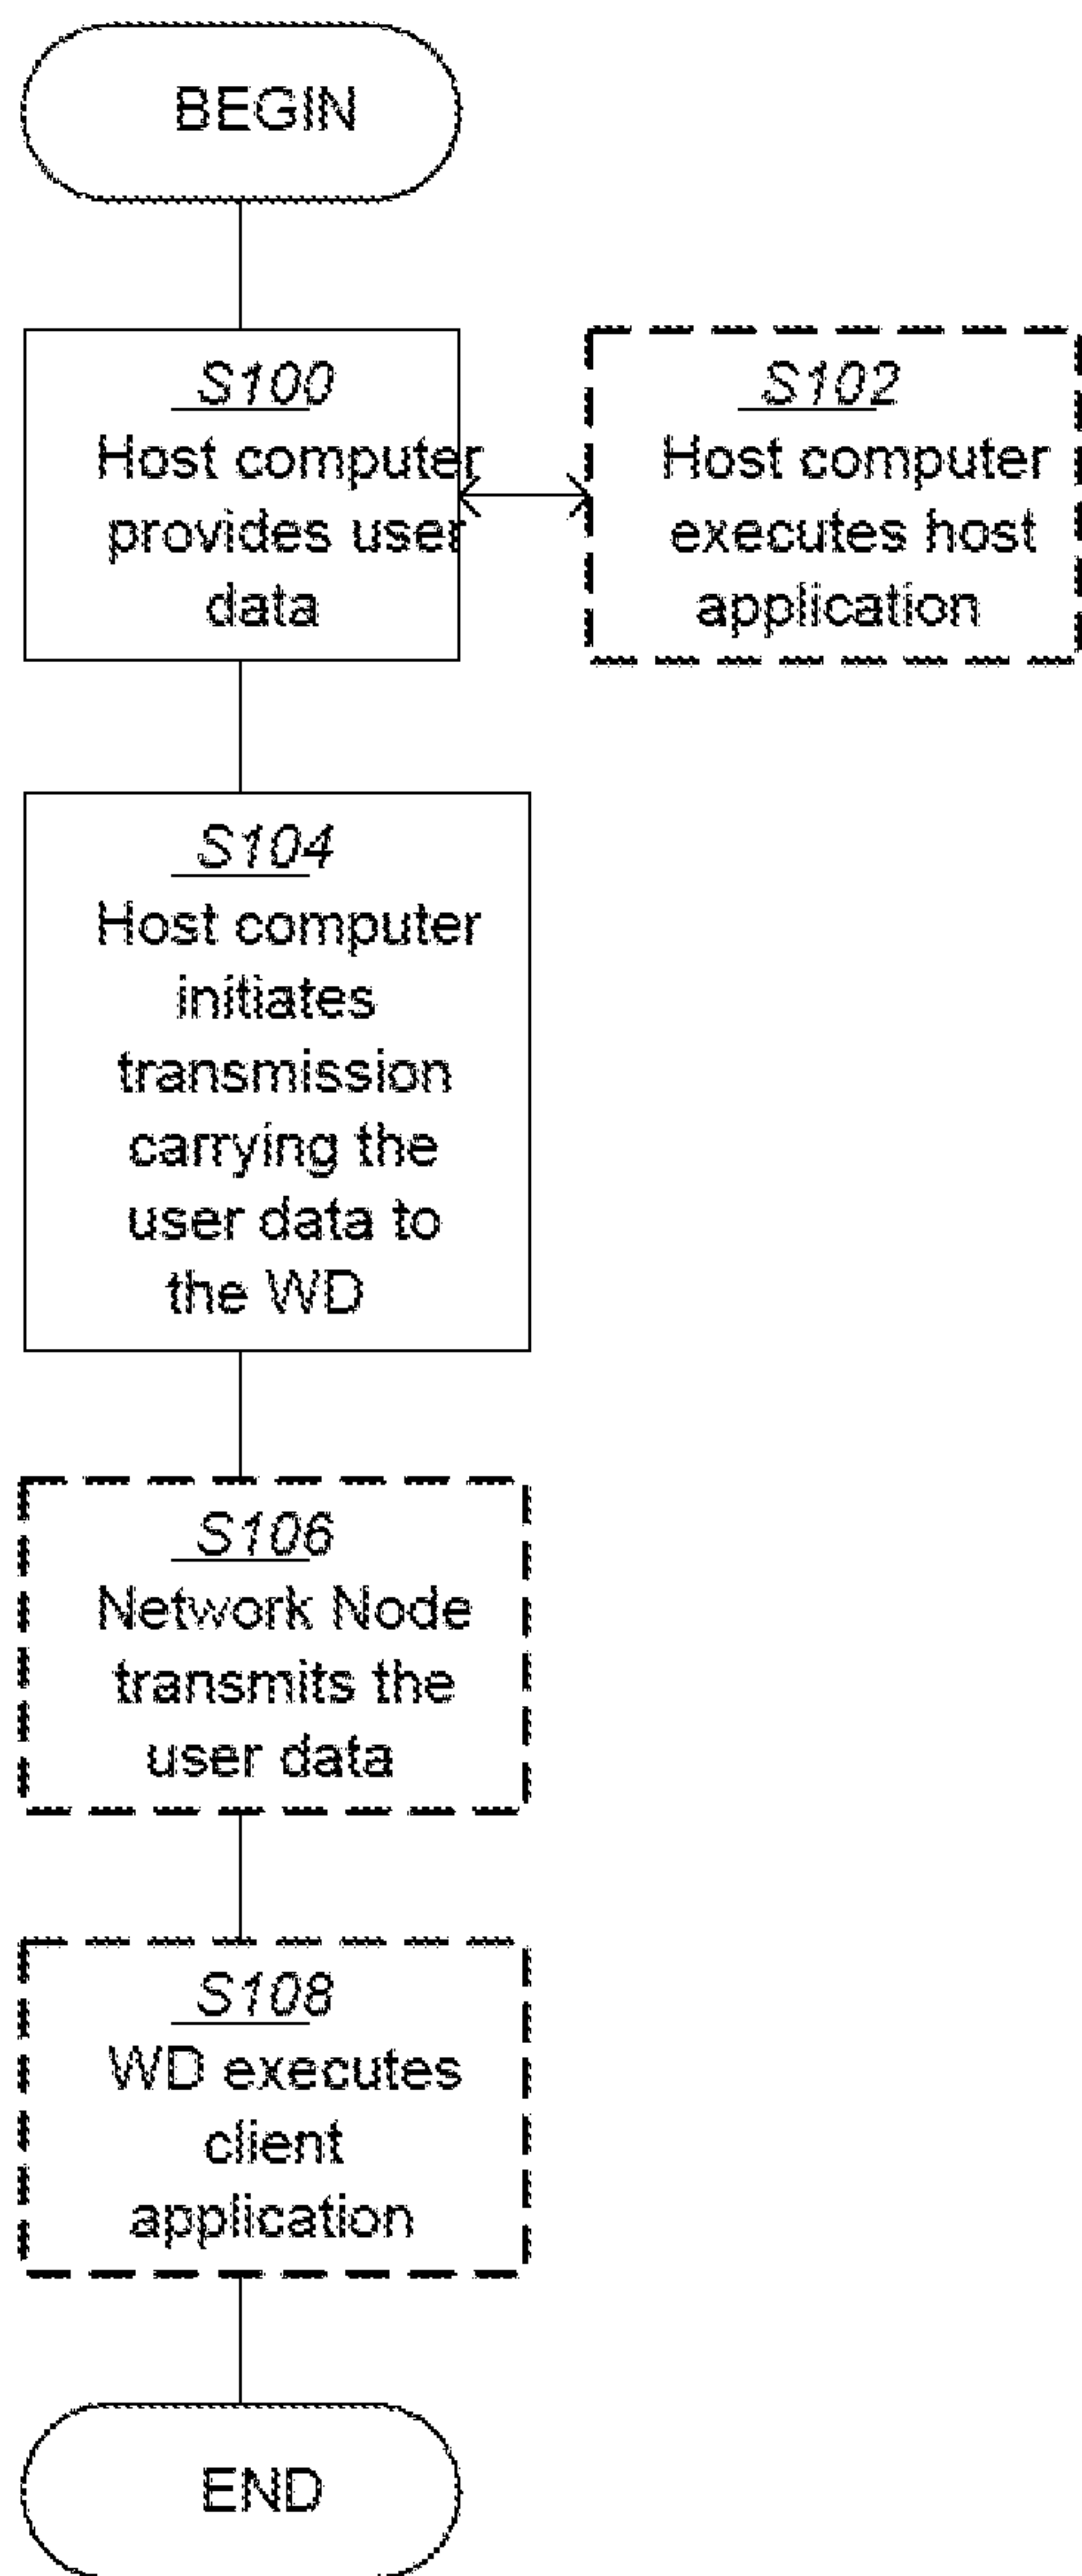 BEGIN
S100
Host computer
provides user
data
S102
Host computer
executes host
application
S104
Host computer
initiates
transmission
carrying the
user data to
the WD
S106
Network Node
transmits the
user data
S108
WD executes
client
application
END